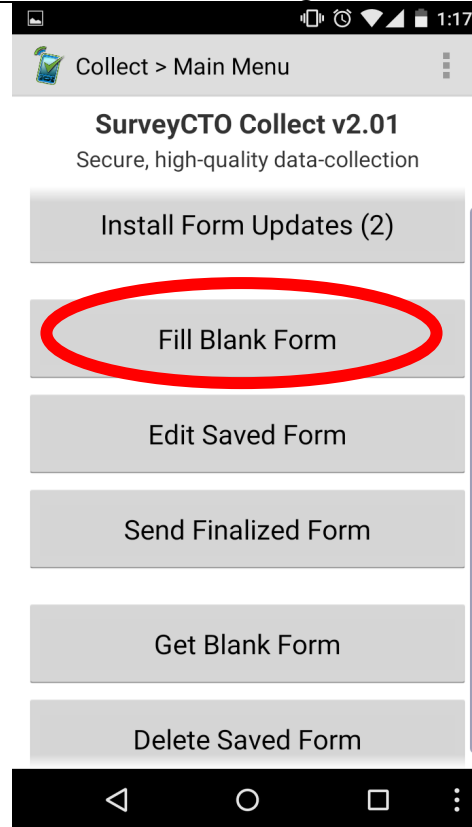 1:17
Collect > Main Menu
SurveyCTO Collect v2.01
Secure, high-quality data-collection
Install Form Updates (2)
Fill Blank Form
Edit Saved Form
Send Finalized Form
Get Blank Form
Delete Saved Form